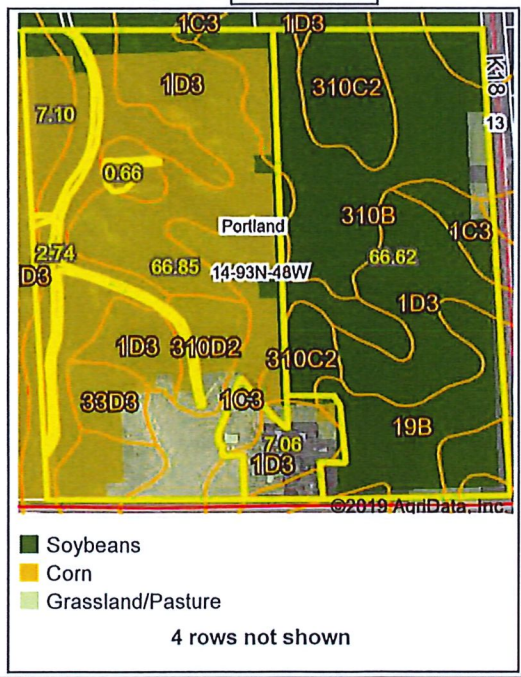 1C3
1D3
1D3
310C2
K18
7.10
13
0.66
Portland
310B
1C3
2.74
66.85
66.62
14-93N-48W
D3
1D3
1D3
310D2
310C2
33D3
1C3
19B
7.06
1D3
©2019 AgriData, Inc.
Soybeans
Corn
Grassland/Pasture
4 rows not shown